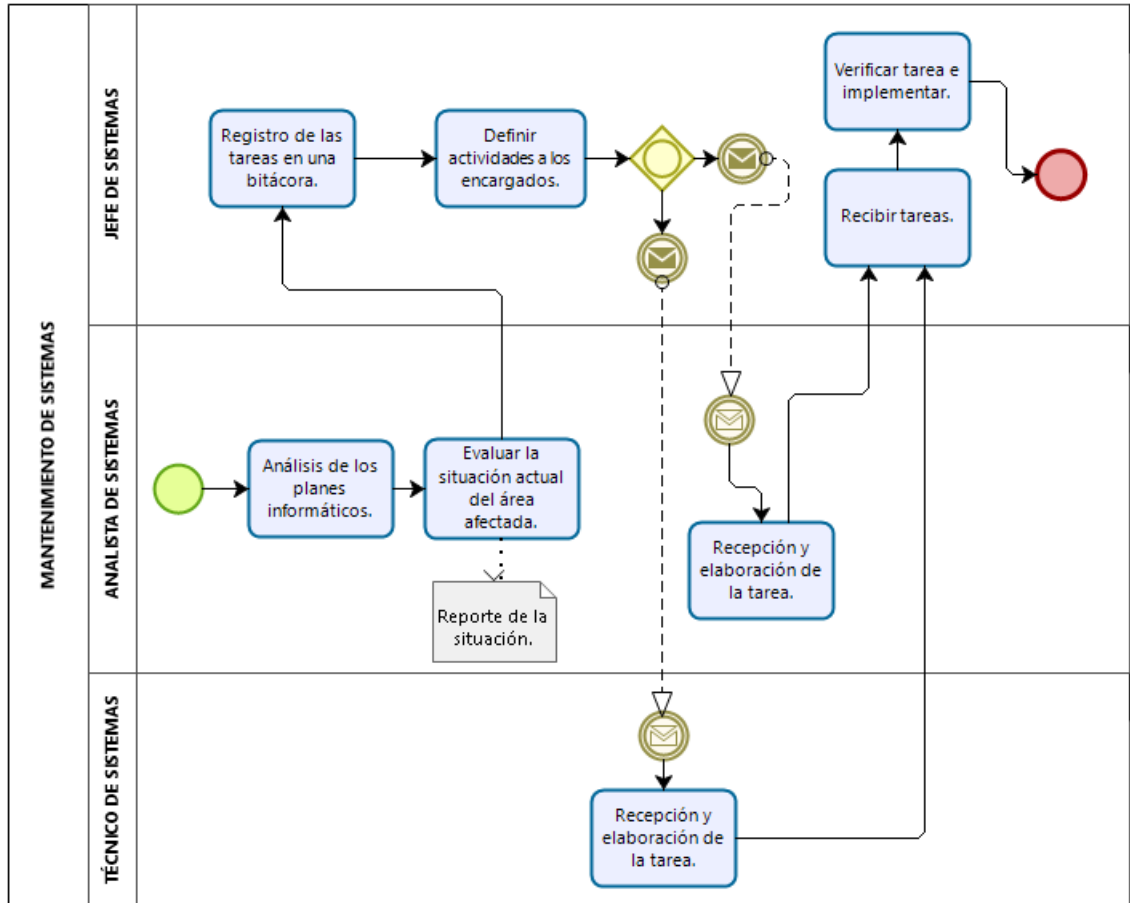 MANTENIMIENTO DE SISTEMAS
JEFE DE SISTEMAS
Registro de las
tareas en una
bitácora.
Definir
actividades a los
encargados.
Verificar tarea e
implementar.
Recibir tareas.
ANALISTA DE SISTEMAS
Análisis de los
planes
informáticos.
Evaluar la
situación actual
del área
afectada.
Reporte de la
situación.
Recepción y
elaboración de
la tarea.
TÉCNICO DE SISTEMAS
Recepción y
elaboración de
la tarea.